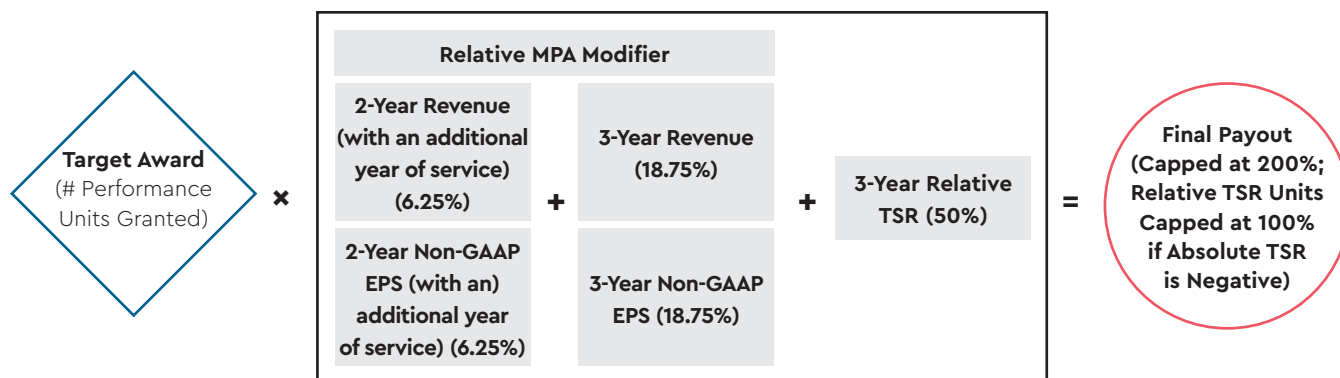 Target Award
(# Performance
Units Granted)
×
Relative MPA Modifier
2-Year Revenue
(with an additional
year of service)
(6.25%)
2-Year Non-GAAP
EPS (with an)
additional year
of service) (6.25%)
+
3-Year Revenue
(18.75%)
3-Year Non-GAAP
EPS (18.75%)
+
3-Year Relative
TSR (50%)
=
Final Payout
(Capped at 200%;
Relative TSR Units
Capped at 100%
if Absolute TSR
is Negative)